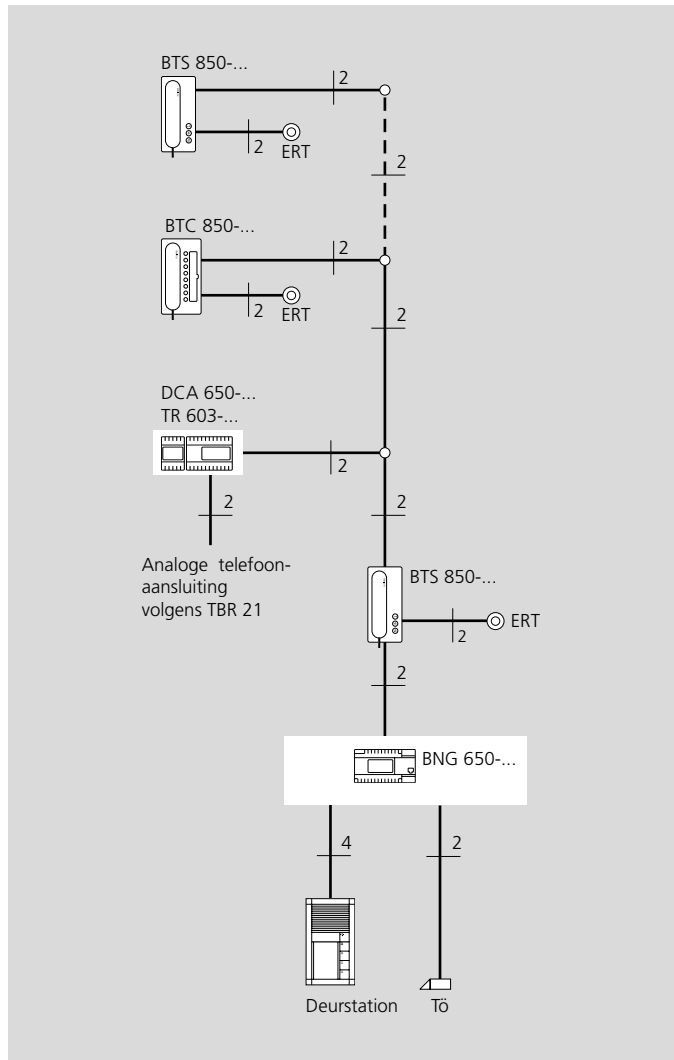 BTS 850-...
2
2
ERT
2
BTC 850-...
2
2
ERT
2
DCA 650-...
TR 603-...
2
2
2
Analoge telefoon-
aansluiting
volgens TBR 21
BTS 850-...
2
ERT
2
BNG 650-...
4
2
Deurstation
Tö